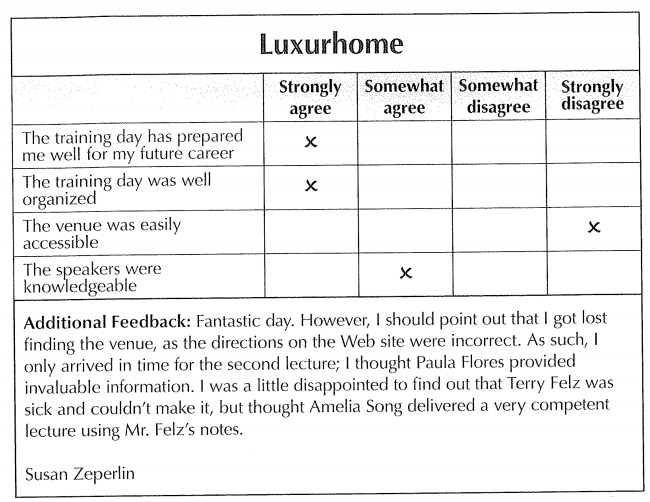 Luxurhome
Strongly agree
Somewhat agree
Somewhat disagree
Strongly disagree
The training day has prepared
me well for my future career
x
The training day was well
organized
x
The venue was easily
accessible
x
The speakers were
knowledgeable
x
Additional Feedback: Fantastic day. However, I should point out that I got lost
finding the venue, as the directions on the Web site were incorrect. As such, I
only arrived in time for the second lecture; I thought Paula Flores provided
invaluable information. I was a little disappointed to find out that Terry Felz was
sick and couldn't make it, but thought Amelia Song delivered a very competent
lecture using Mr. Felz's notes.
Susan Zeperlin